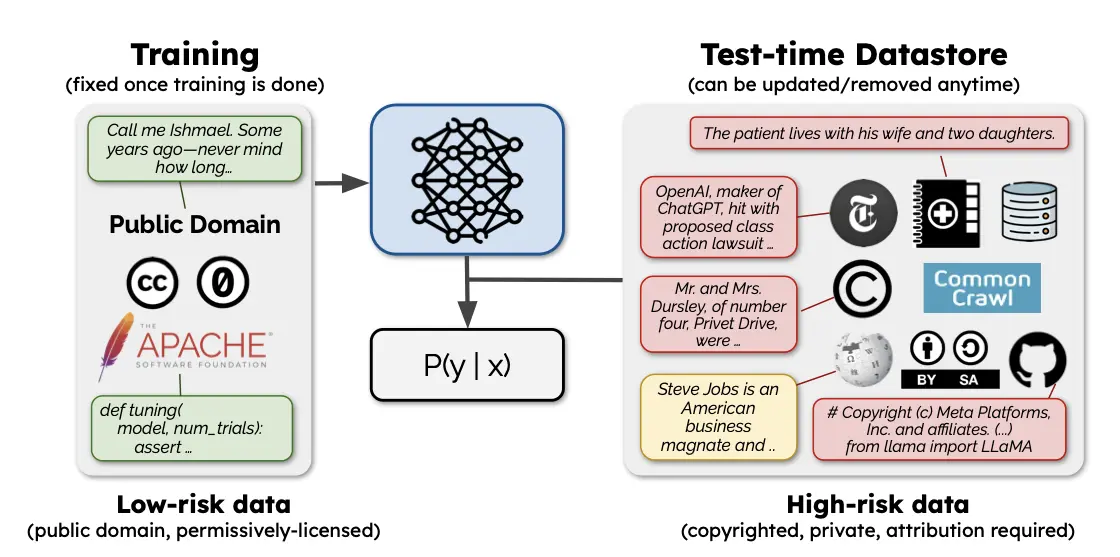 Training
(fixed once training is done)
Call me Ishmael. Some
years ago—never mind
how long…
Public Domain
cc
0
THE
APACHE®
SOFTWARE FOUNDATION
def tuning(
model, num_trials):
assert …
Low-risk data
(public domain, permissively-licensed)
P(y | x)
Test-time Datastore
(can be updated/removed anytime)
The patient lives with his wife and two daughters.
OpenAI, maker of
ChatGPT, hit with
proposed class
action lawsuit …
T
Mr. and Mrs.
Dursley, of number
four, Privet Drive,
were …
©
Common
Crawl
Steve Jobs is an
American
business
magnate and ..
Ω
BY SA
# Copyright (c) Meta Platforms,
Inc. and affiliates. (...)
from llama import LLaMA
High-risk data
(copyrighted, private, attribution required)